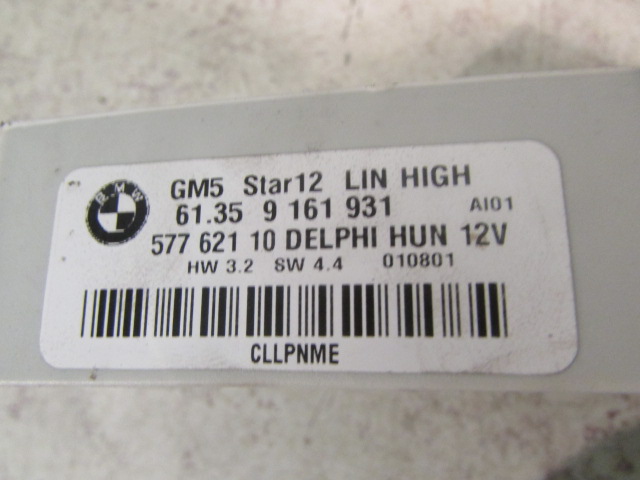 BMW
GM5 Star12 LIN HIGH
61.35 9 161 931 AI01
577 621 10 DELPHI HUN 12V
HW 3.2 SW 4.4 010801
CLLPNME